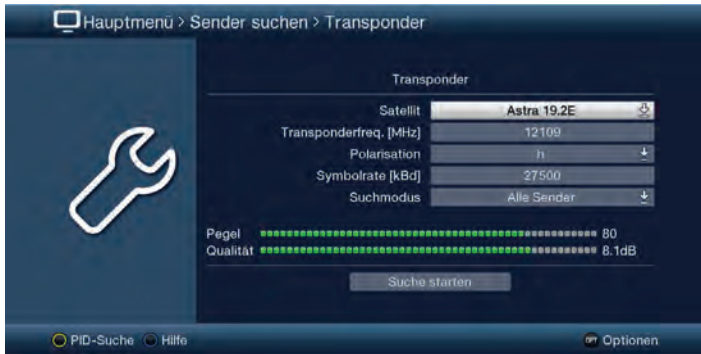 Hauptmenü > Sender suchen > Transponder
Transponder
Satellit Astra 19.2E
Transponderfreq. [MHz] 12109
Polarisation h
Symbolrate [kBd] 27500
Suchmodus Alle Sender
Pegel 80
Qualität 8.1dB
Suche starten
PID-Suche Hilfe OPT Optionen